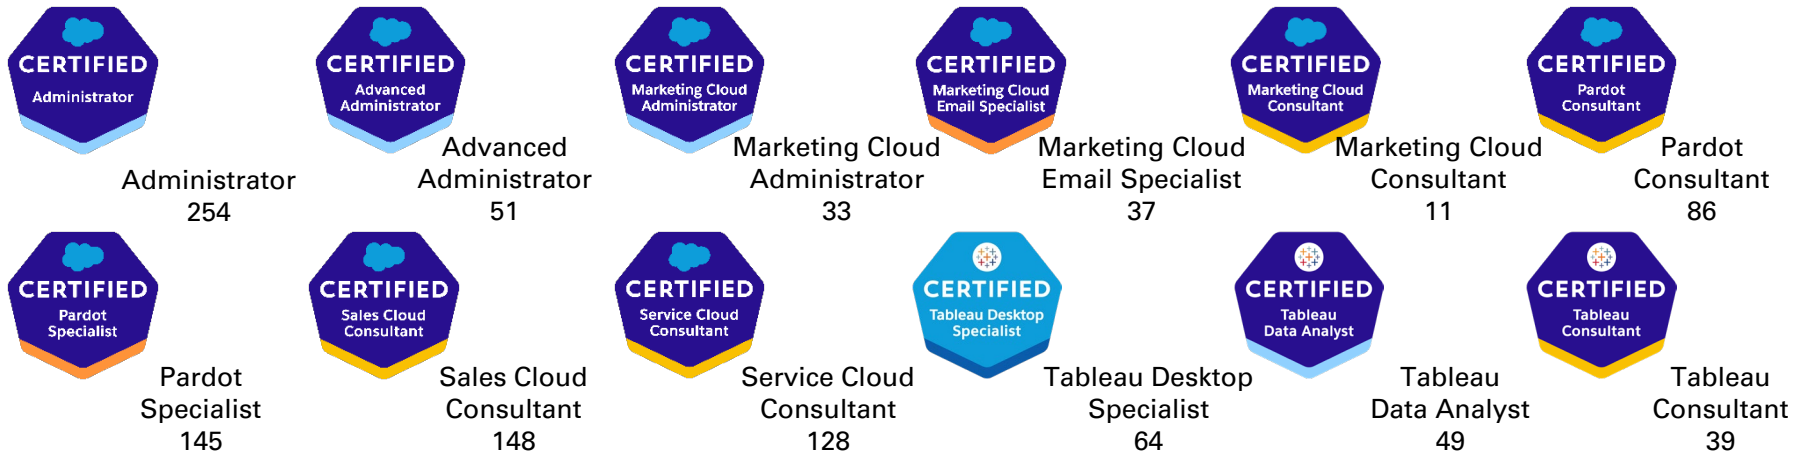 CERTIFIED
Administrator
Administrator
254
CERTIFIED
Advanced
Administrator
Advanced
Administrator
51
CERTIFIED
Marketing Cloud
Administrator
Marketing Cloud
Administrator
33
CERTIFIED
Marketing Cloud
Email Specialist
Marketing Cloud
Email Specialist
37
CERTIFIED
Marketing Cloud
Consultant
Marketing Cloud
Consultant
11
CERTIFIED
Pardot
Consultant
Pardot
Consultant
86
CERTIFIED
Pardot
Specialist
Pardot
Specialist
145
CERTIFIED
Sales Cloud
Consultant
Sales Cloud
Consultant
148
CERTIFIED
Service Cloud
Consultant
Service Cloud
Consultant
128
CERTIFIED
Tableau Desktop
Specialist
Tableau Desktop
Specialist
64
CERTIFIED
Tableau
Data Analyst
Tableau
Data Analyst
49
CERTIFIED
Tableau
Consultant
Tableau
Consultant
39